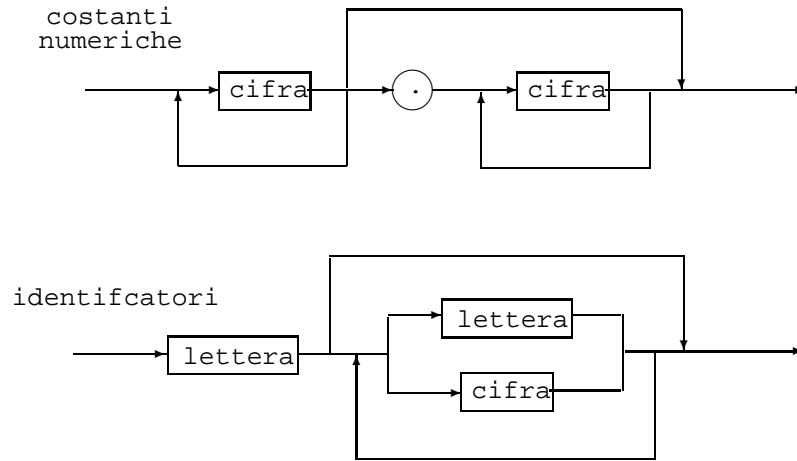 costanti
numeriche
cifra
.
cifra
identifcatori
lettera
lettera
cifra